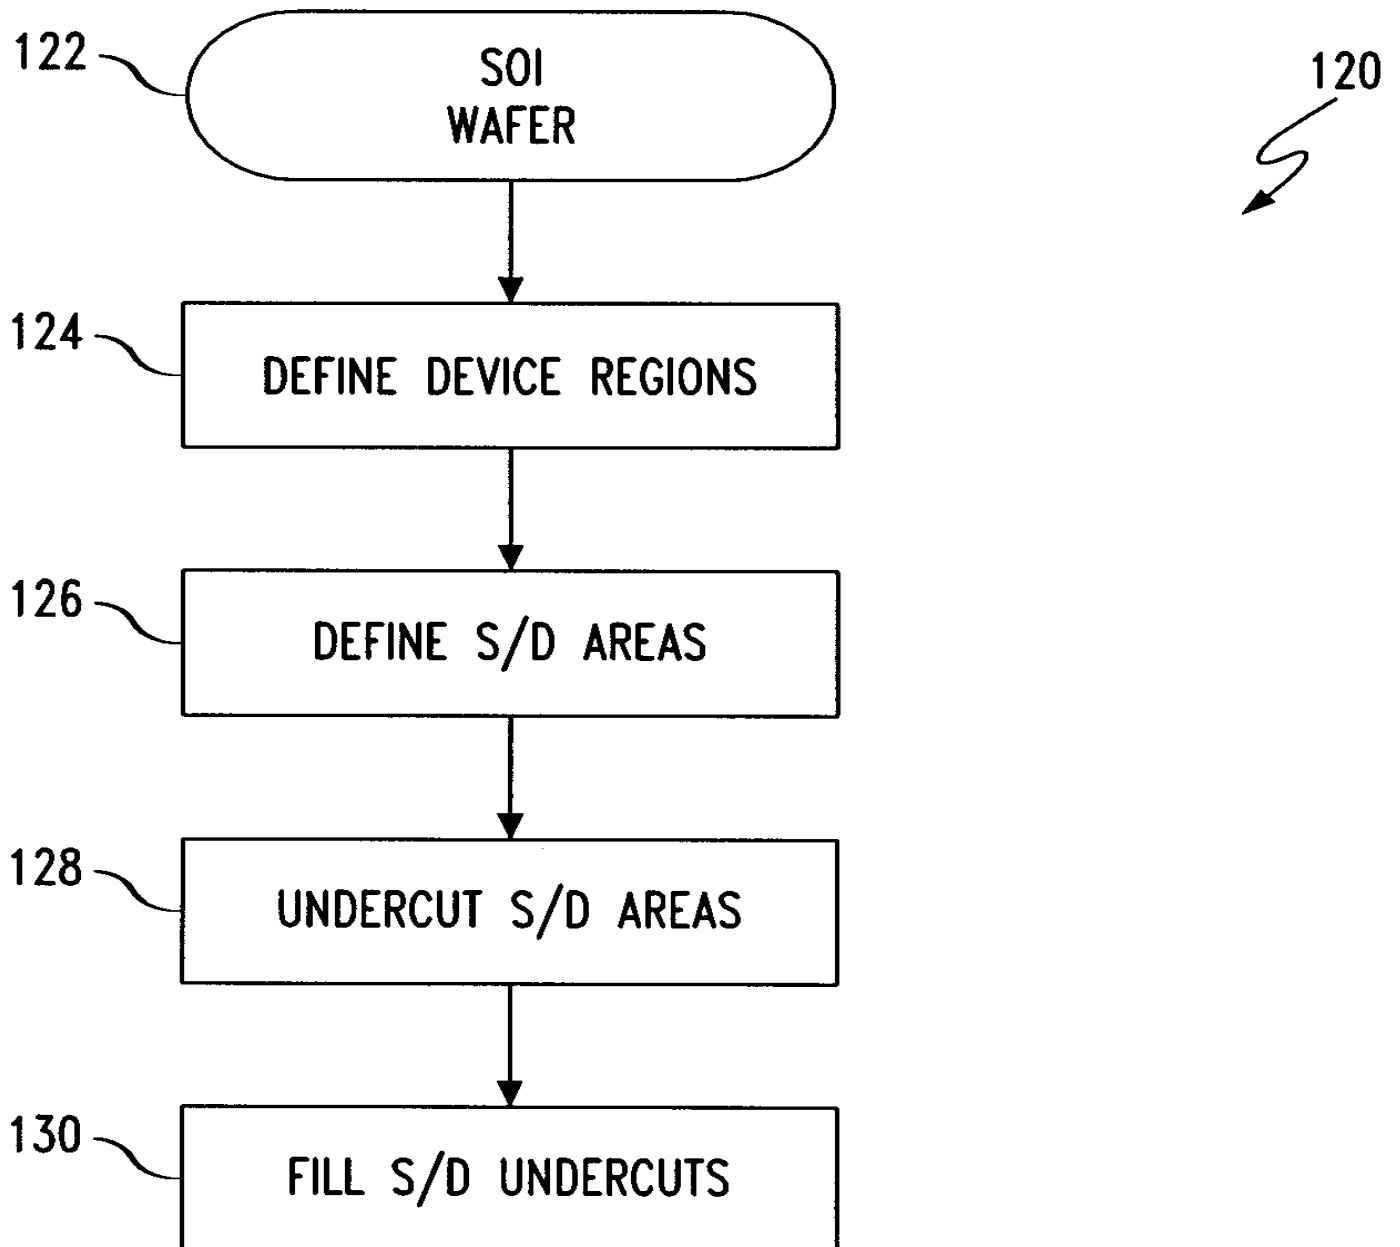 122
SOI
WAFER
120
124
DEFINE DEVICE REGIONS
126
DEFINE S/D AREAS
128
UNDERCUT S/D AREAS
130
FILL S/D UNDERCUTS